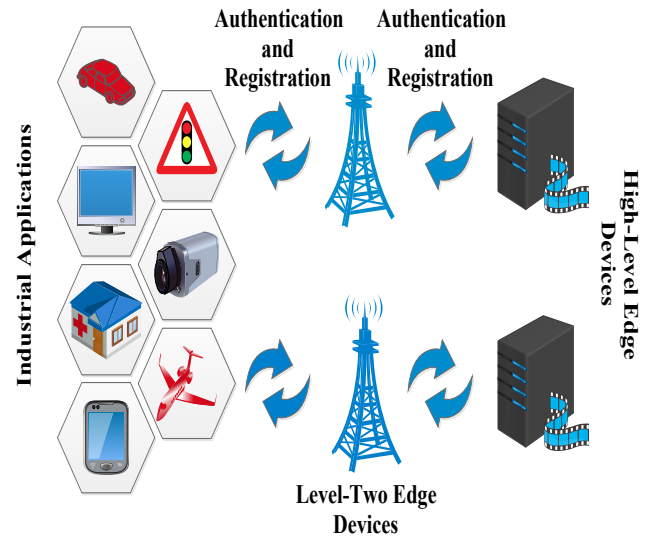 Authentication
and
Registration
Authentication
and
Registration
Industrial Applications
High-Level Edge
Devices
Level-Two Edge
Devices